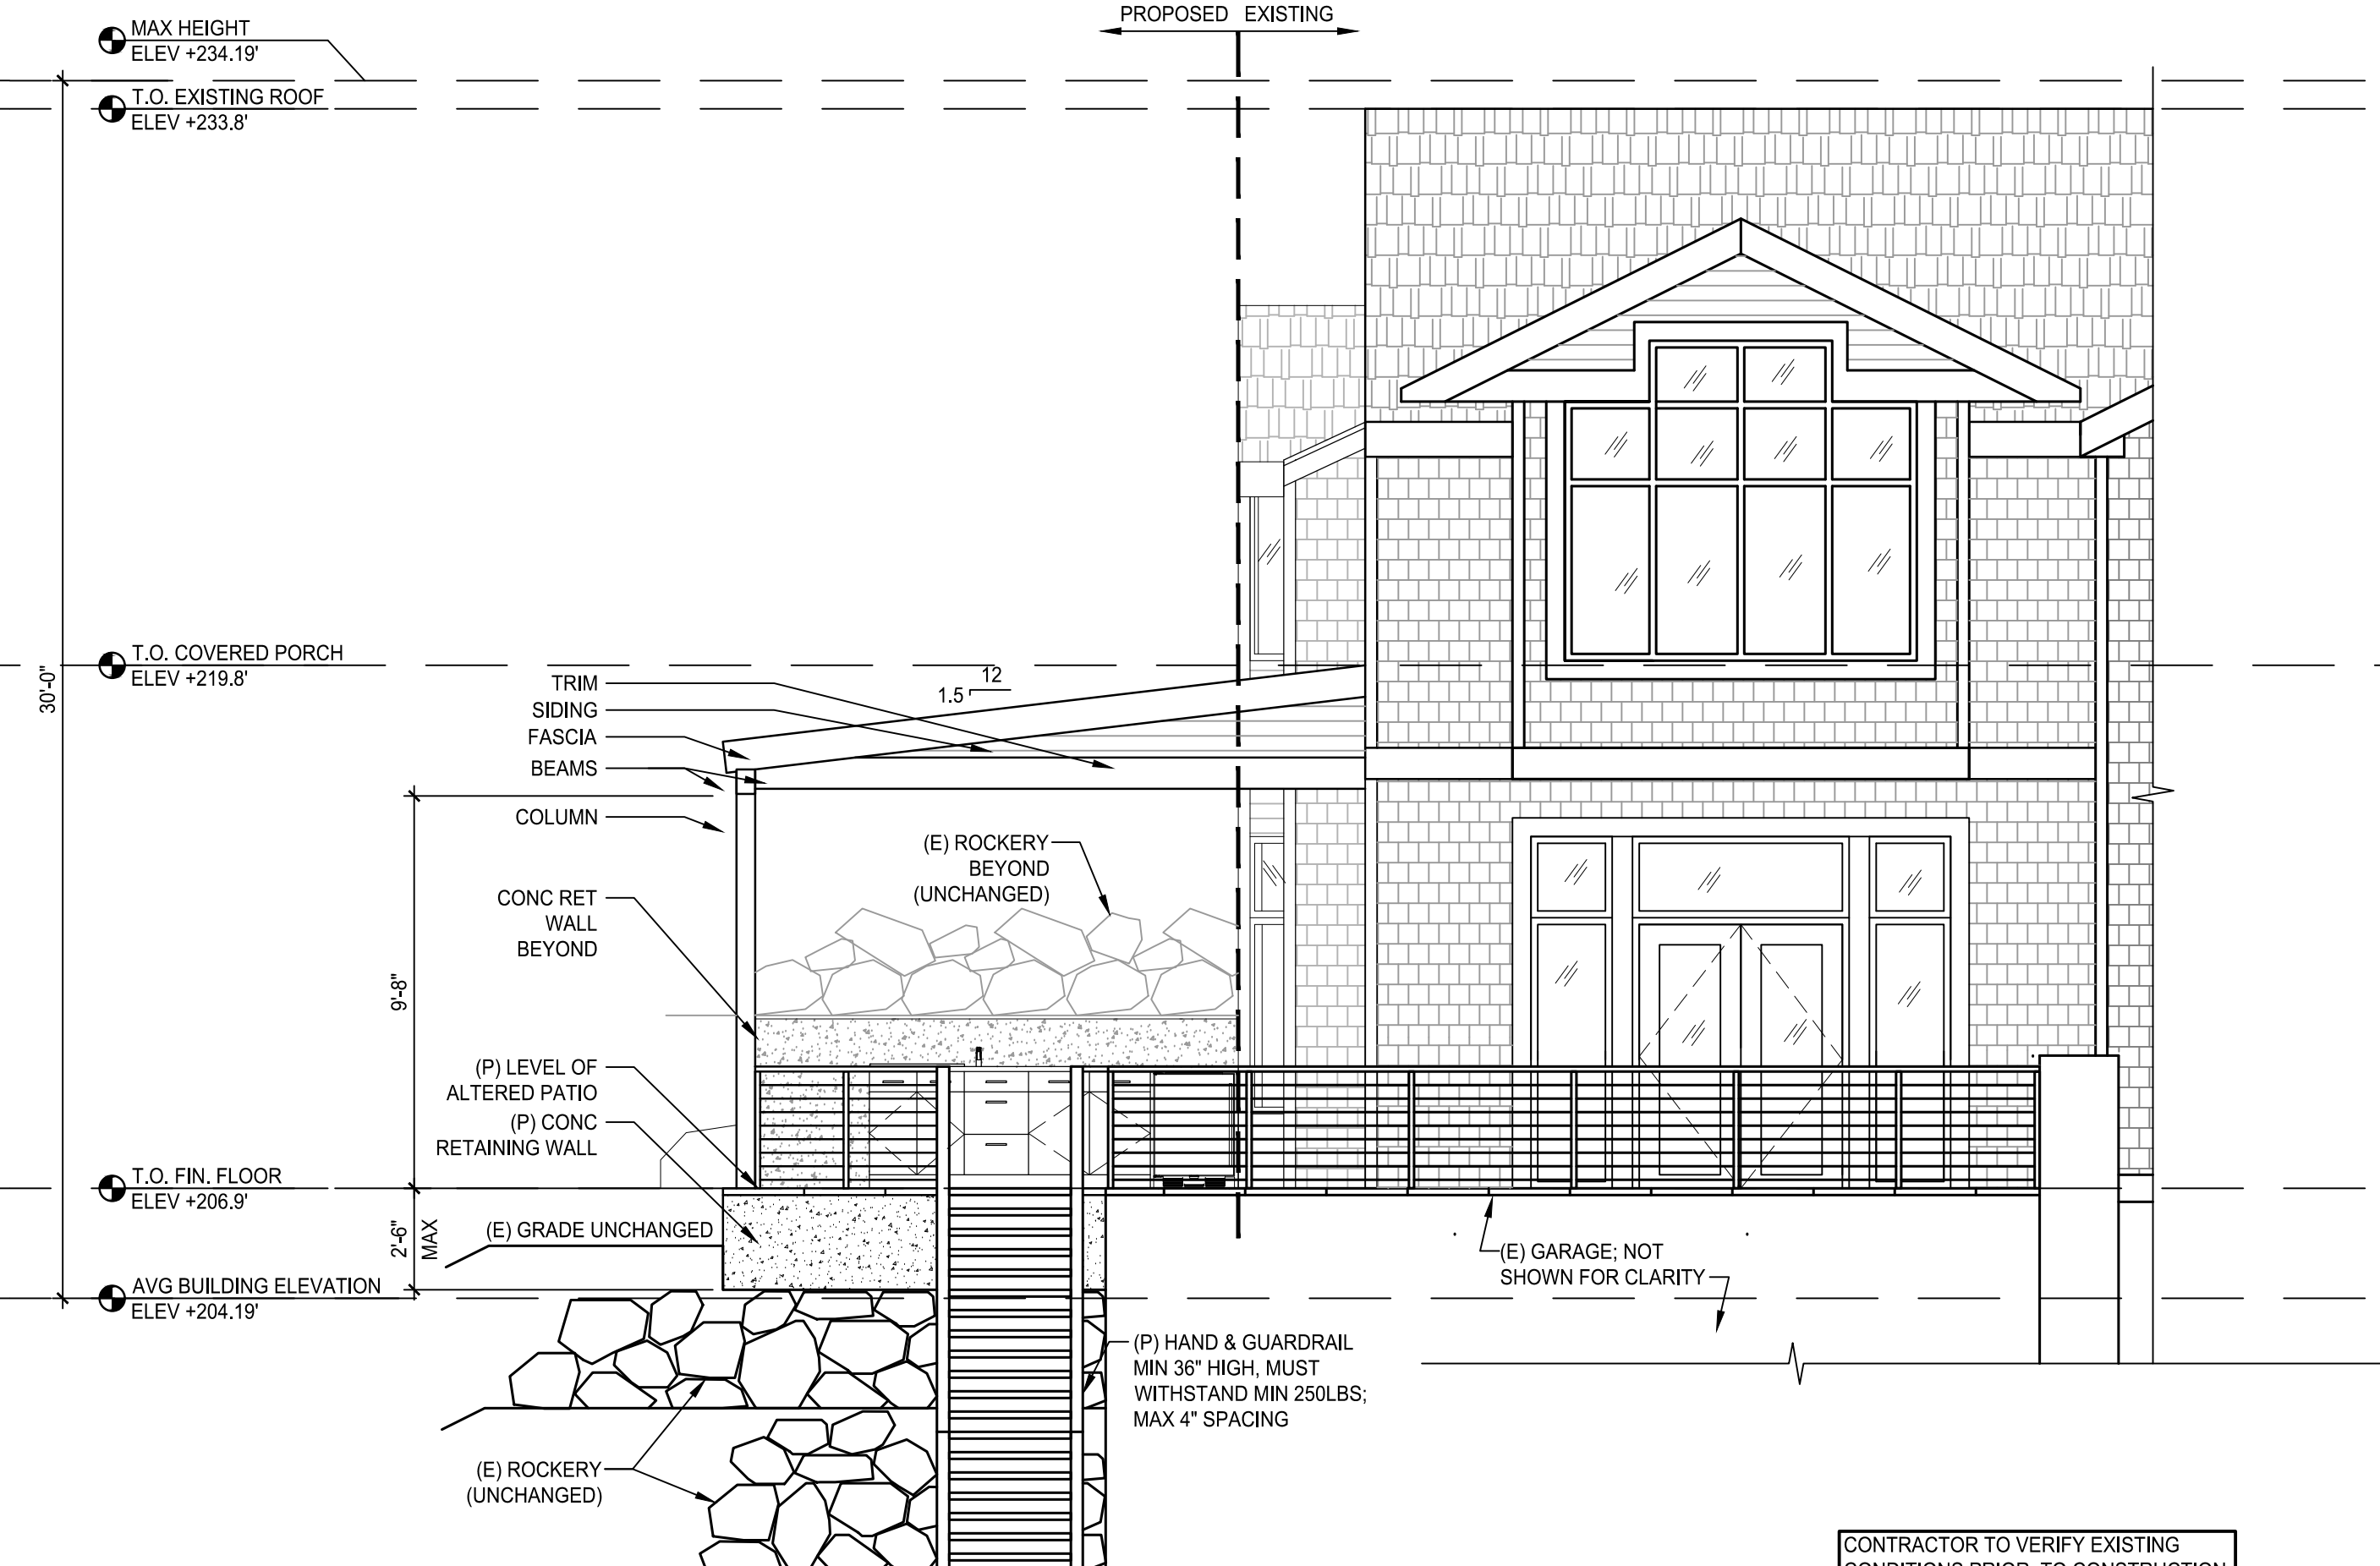 PROPOSED EXISTING
MAX HEIGHT
ELEV +234.19'
T.O. EXISTING ROOF
ELEV +233.8'
30'-0"
T.O. COVERED PORCH
ELEV +219.8'
12
1.5
TRIM
SIDING
FASCIA
BEAMS
COLUMN
(E) ROCKERY
BEYOND
(UNCHANGED)
CONC RET
WALL
BEYOND
9'-8"
(P) LEVEL OF
ALTERED PATIO
(P) CONC
RETAINING WALL
T.O. FIN. FLOOR
ELEV +206.9'
2'-6"
MAX
(E) GRADE UNCHANGED
AVG BUILDING ELEVATION
ELEV +204.19'
(E) GARAGE; NOT
SHOWN FOR CLARITY
(P) HAND & GUARDRAIL
MIN 36" HIGH, MUST
WITHSTAND MIN 250LBS;
MAX 4" SPACING
(E) ROCKERY
(UNCHANGED)
CONTRACTOR TO VERIFY EXISTING
CONDITIONS PRIOR TO CONSTRUCTION